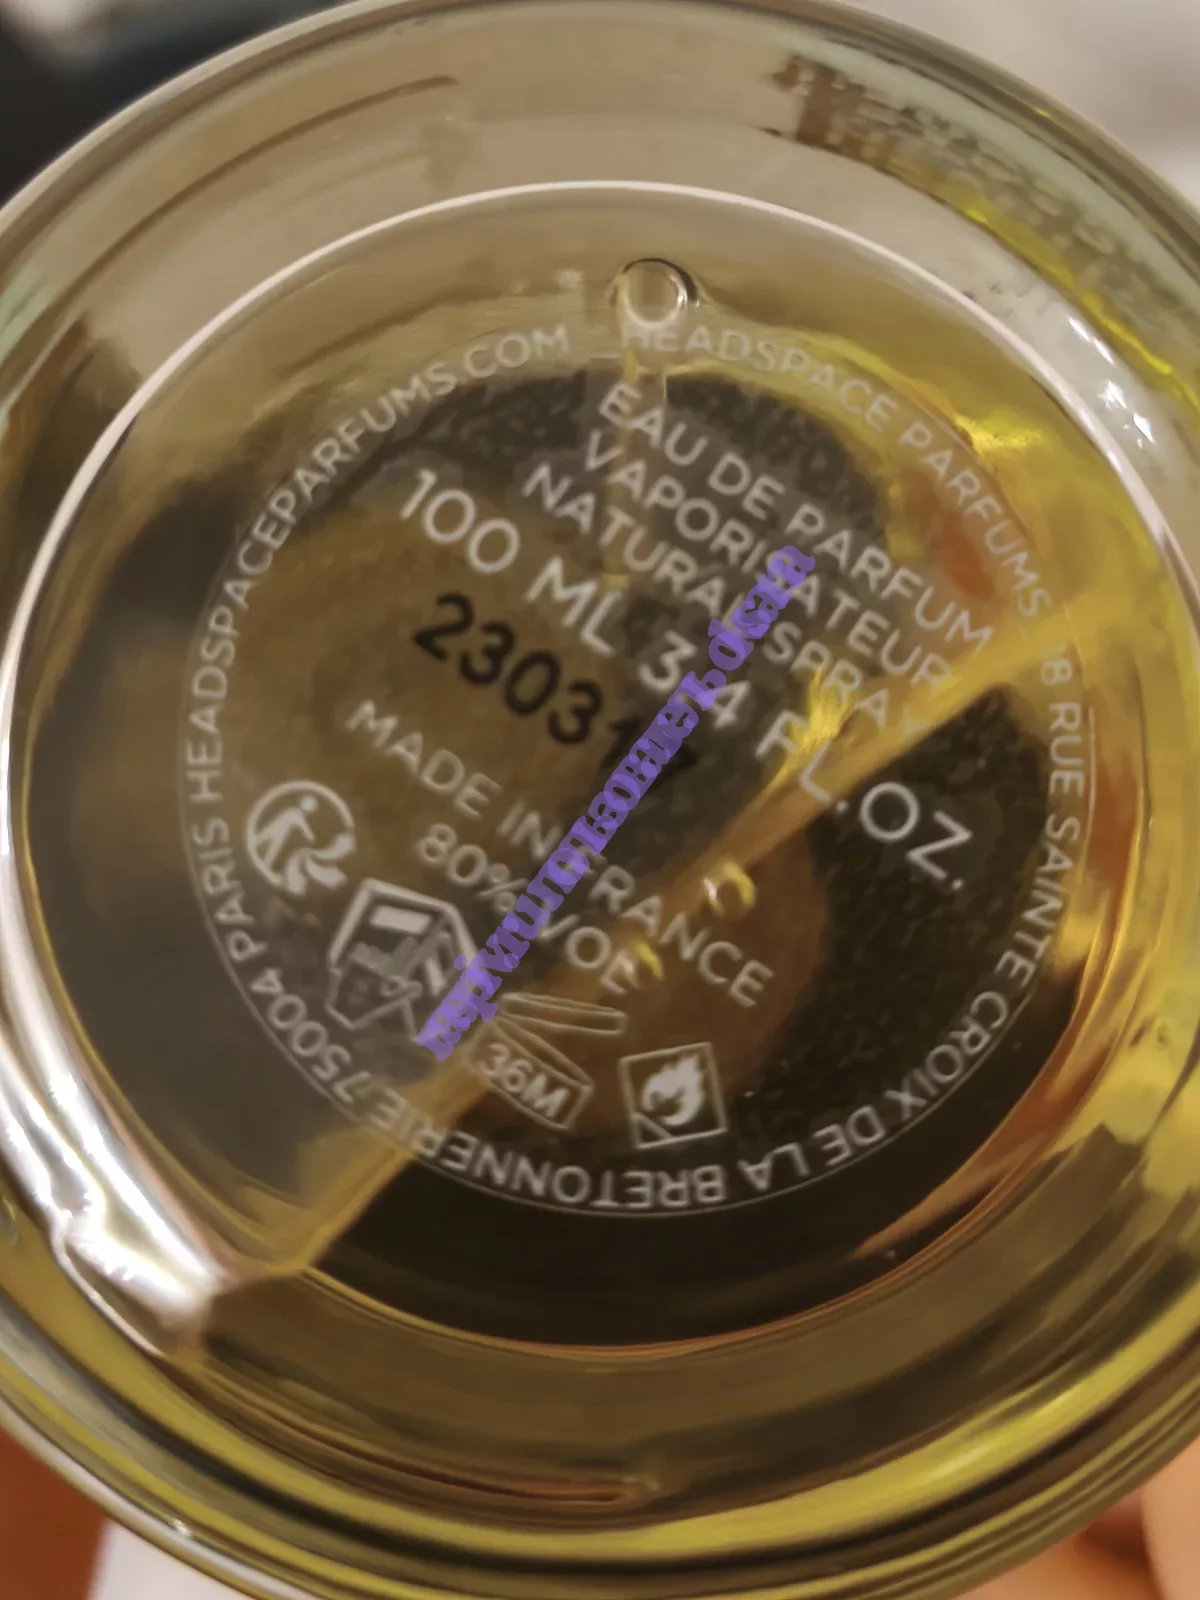 HEADSPACE PARFUMS - 18 RUE SAINTE CROIX DE LA BRETONNERIE 75004 PARIS HEADSPACEPARFUMS.COM
EAU DE PARFUM
VAPORISATEUR
NATURAL SPRAY
100 ML 3.4 FL.OZ.
2303
MADE IN FRANCE
80% VOL
36M